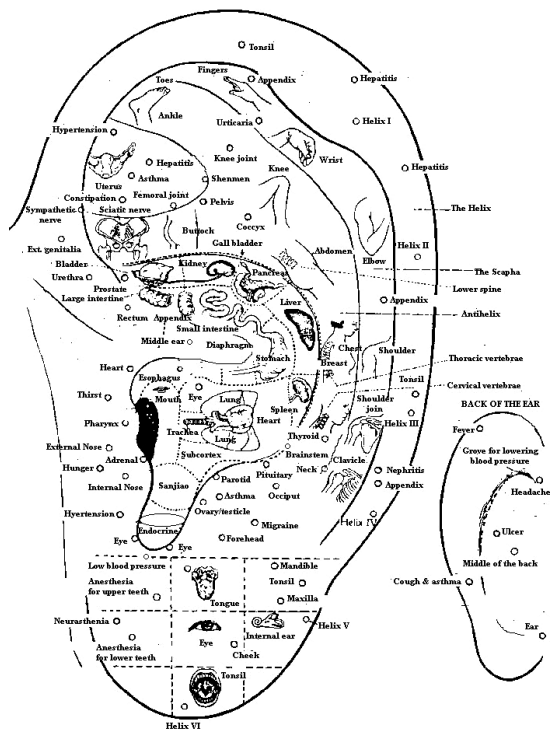 Tonsil
Fingers
Toes
Appendix
Hepatitis
Ankle
Urticaria
Helix I
Hypertension
Wrist
Knee joint
Hepatitis
Hepatitis
Knee
Asthma
Shenmen
Uterus
Constipation
Femoral joint
Pelvis
Sympathetic
nerve
Sciatic nerve
The Helix
Coccyx
Buttock
Ext. genitalia
Gall bladder
Abdomen
Helix II
Elbow
Bladder
Kidney
Pancreas
The Scapha
Urethra
Prostate
Lower spine
Large intestine
Liver
Appendix
Rectum
Appendix
Antihelix
Small intestine
Middle ear
Diaphragm
Chest
Shoulder
Stomach
Breast
Thoracic vertebrae
Heart
Esophagus
Tonsil
Cervical vertebrae
Thirst
Mouth
Eye
Lung
Spleen
Shoulder
join
BACK OF THE EAR
Heart
Helix III
Pharynx
Trachea
Thyroid
Fever
Lung
Brainstem
Clavicle
Grove for lowering
blood pressure
External Nose
Adrenal
Subcortex
Pituitary
Neck
Nephritis
Hunger
Parotid
Appendix
Headache
Internal Nose
Sanjiao
Asthma
Occiput
Ovary/testicle
Hyertension
Migraine
Helix IV
Endocrine
Ulcer
Eye
Forehead
Eye
Middle of the back
Low blood pressure
Mandible
Cough & asthma
Anesthesia
for upper teeth
Tonsil
Tongue
Maxilla
Neurasthenia
Helix V
Ear
Internal ear
Anesthesia
for lower teeth
Eye
Cheek
Tonsil
Helix VI